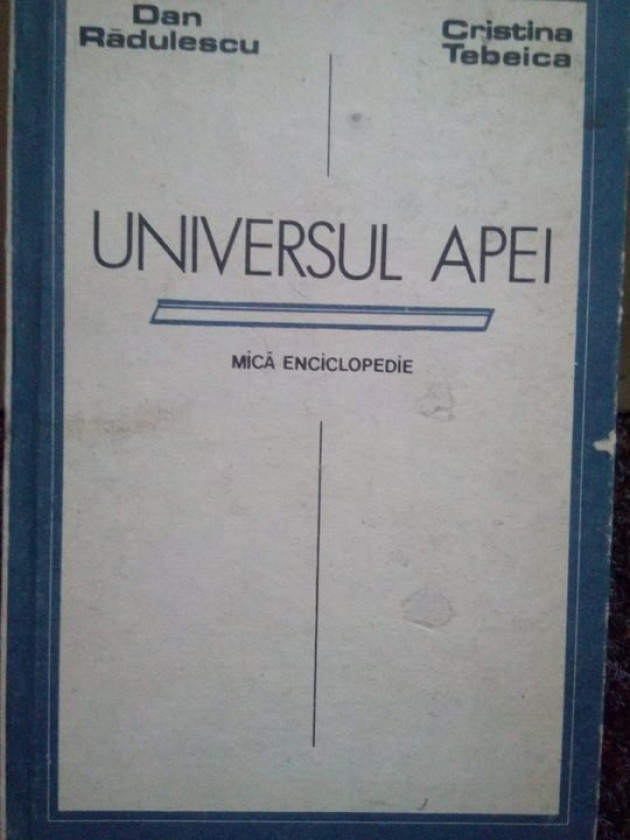 Dan
Rădulescu
Cristina
Tebeica
UNIVERSUL APEI
MICĂ ENCICLOPEDIE